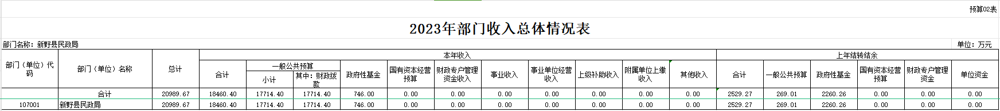 预算02表
2023年部门收入总体情况表
部门名称：新野县民政局 单位：万元
部门（单位）代码 部门（单位）名称 总计 本年收入 上年结转结余
合计 一般公共预算 政府性基金 国有资本经营预算 财政专户管理资金收入 事业收入 事业单位经营收入 上级补助收入 附属单位上缴收入 其他收入 合计 一般公共预算 政府性基金 国有资本经营预算 财政专户管理资金 单位资金
小计 其中：财政拨款
合计 20989.67 18460.40 17714.40 17714.40 746.00 0.00 0.00 0.00 0.00 0.00 0.00 0.00 2529.27 269.01 2260.26 0.00 0.00 0.00
107001 新野县民政局 20989.67 18460.40 17714.40 17714.40 746.00 0.00 0.00 0.00 0.00 0.00 0.00 0.00 2529.27 269.01 2260.26 0.00 0.00 0.00